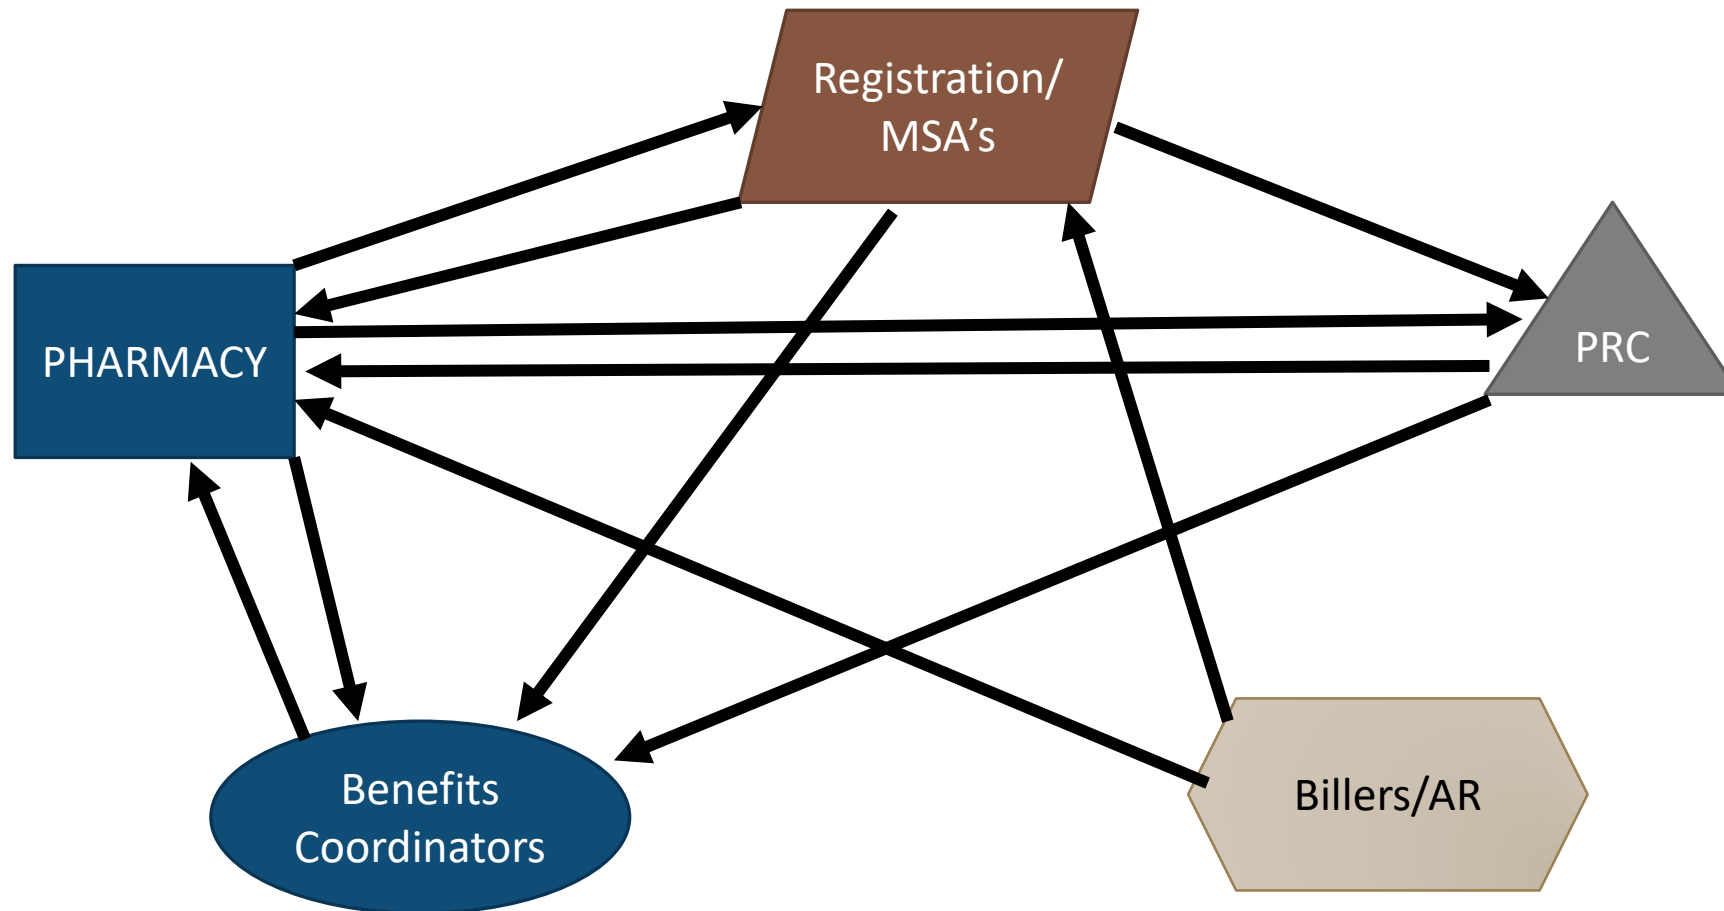 Registration/
MSA’s
PHARMACY
PRC
Benefits
Coordinators
Billers/AR